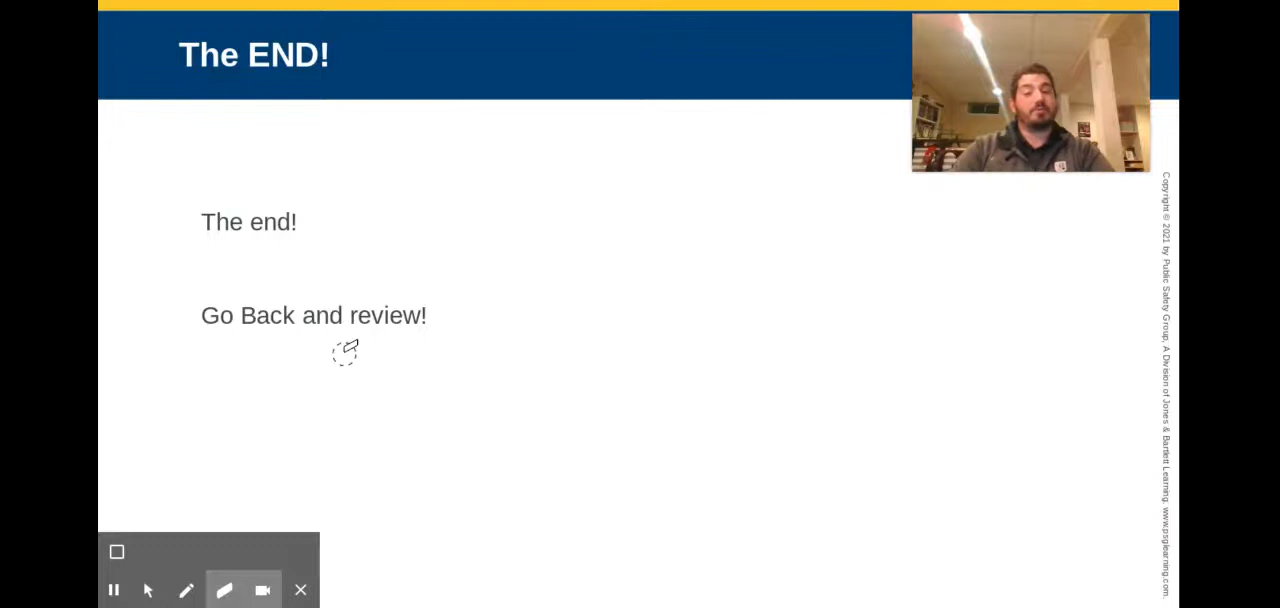 The END!
The end!
Go Back and review!
Copyright © 2021 by Public Safety Group, A Division of Jones & Bartlett Learning. www.psglearning.com.